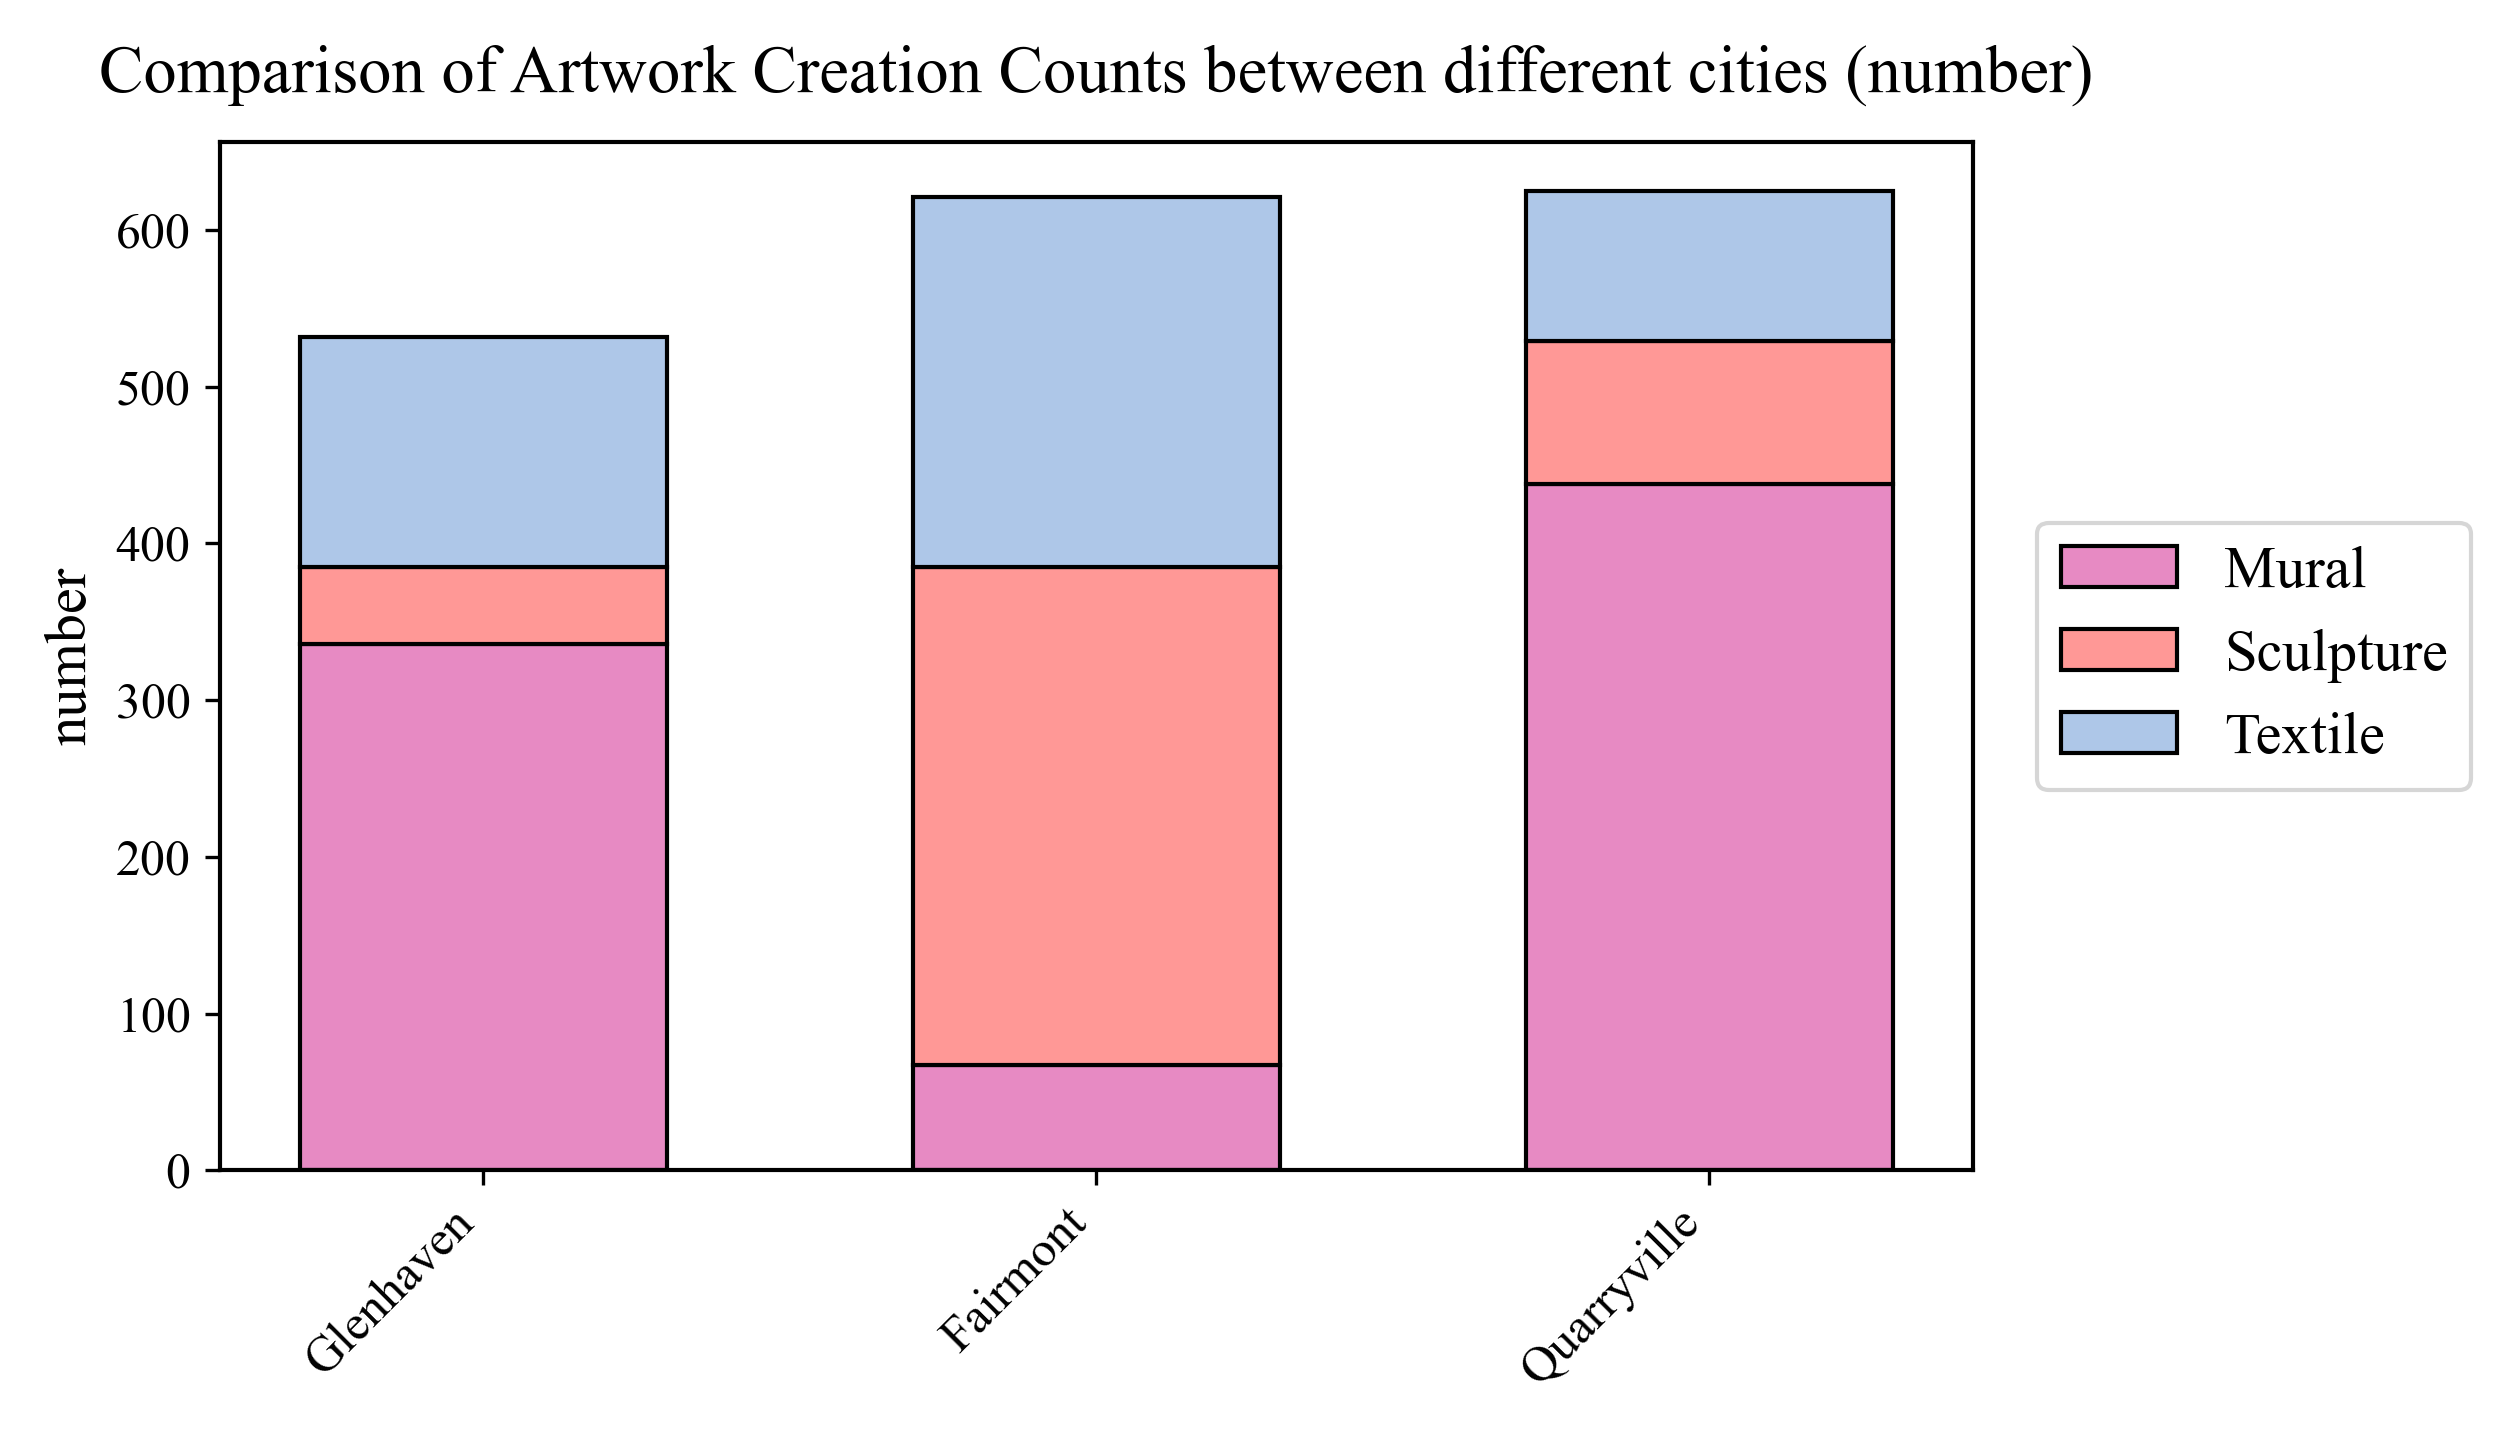 Comparison of Artwork Creation Counts between different cities (number)
number
600
500
400
300
200
100
0
Glenhaven
Fairmont
Quarryville
Mural
Sculpture
Textile